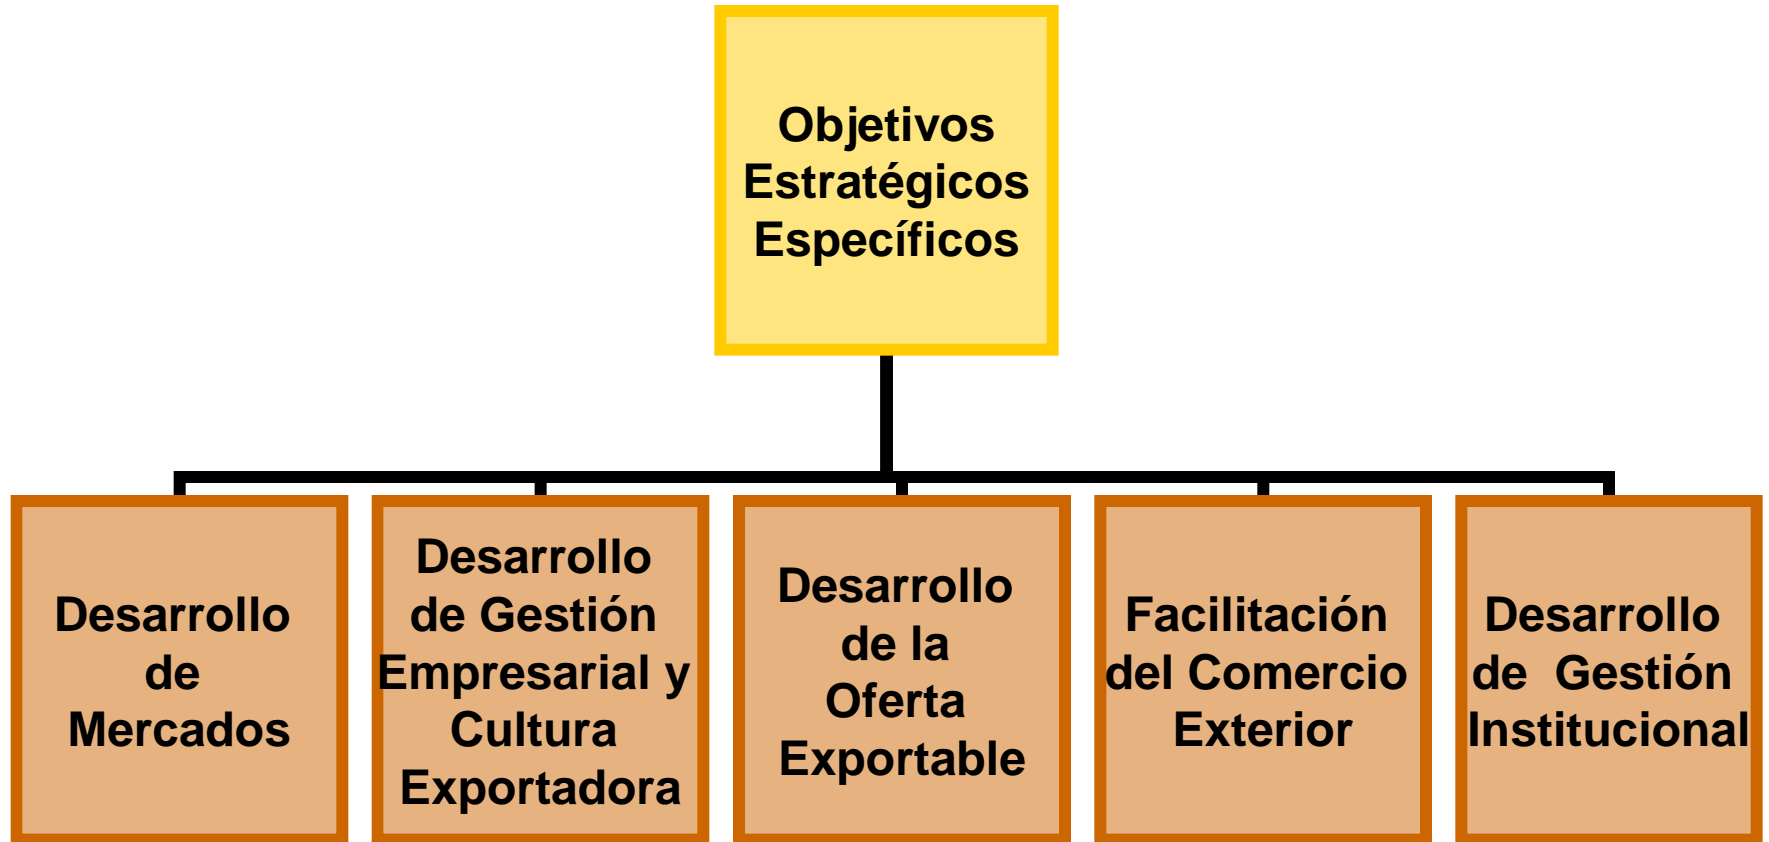 Objetivos
Estratégicos
Específicos
Desarrollo
de
Mercados
Desarrollo
de Gestión
Empresarial y
Cultura
Exportadora
Desarrollo
de la
Oferta
Exportable
Facilitación
del Comercio
Exterior
Desarrollo
de  Gestión
Institucional